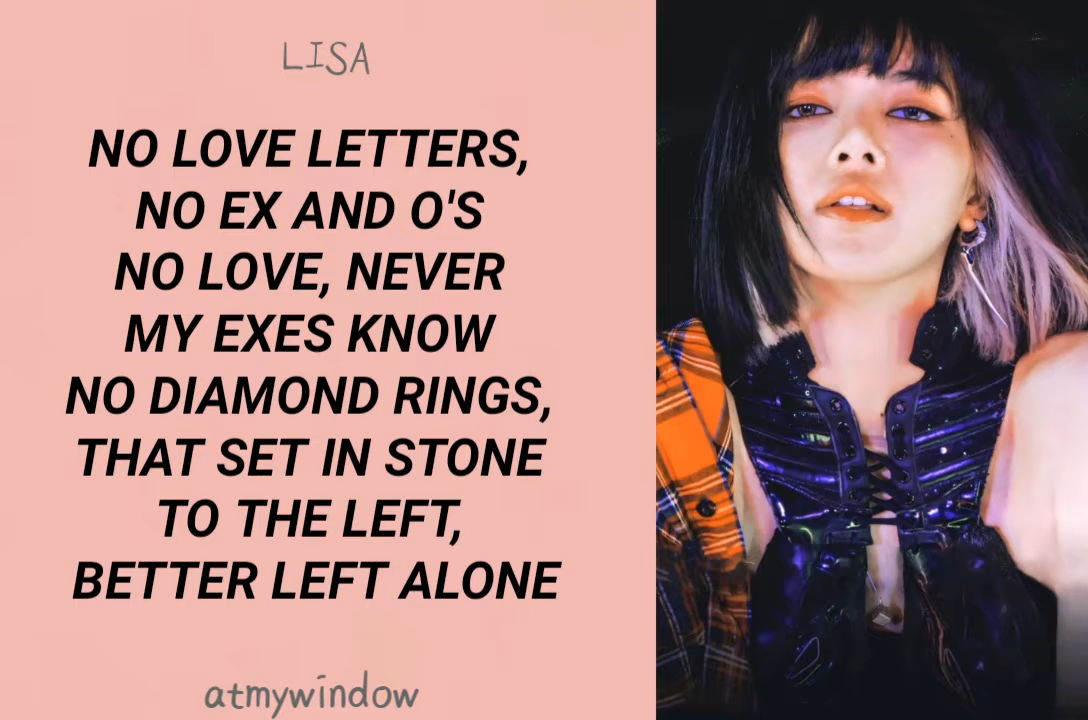 LISA
NO LOVE LETTERS,
NO EX AND O'S
NO LOVE, NEVER
MY EXES KNOW
NO DIAMOND RINGS,
THAT SET IN STONE
TO THE LEFT,
BETTER LEFT ALONE
atmywindow